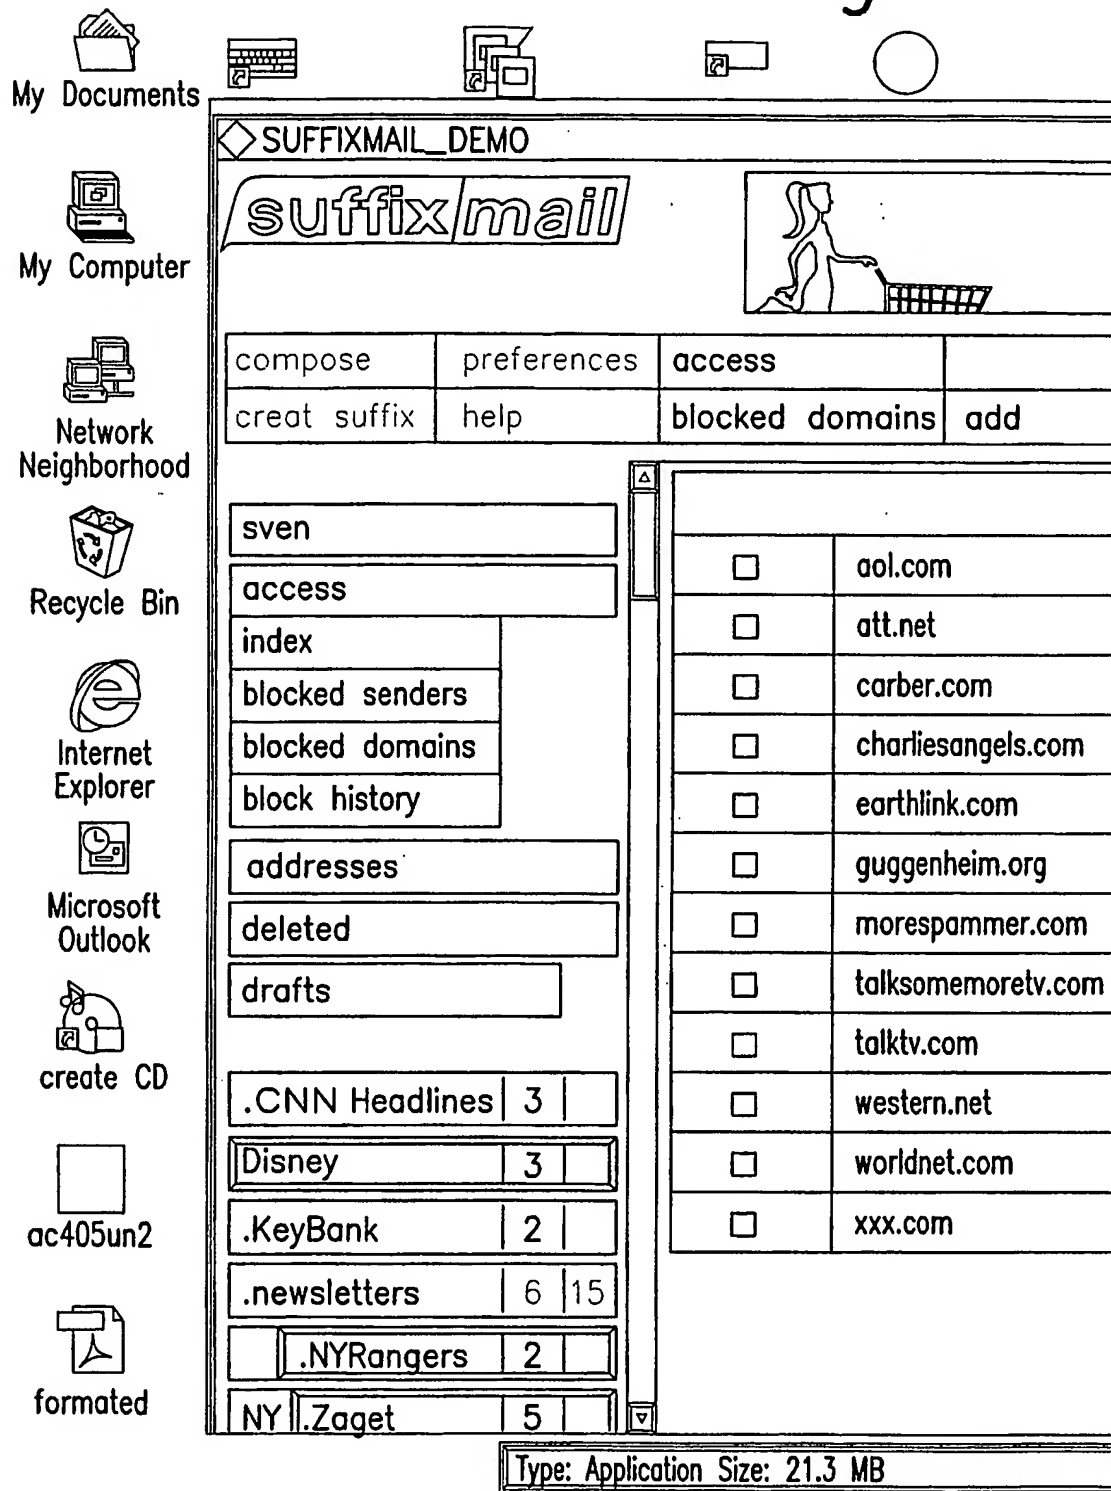 My Documents
My Computer
Network
Neighborhood
Recycle Bin
Internet
Explorer
Microsoft
Outlook
create CD
ac405un2
formated
SUFFIXMAIL_DEMO
suffix/mail
compose preferences access
creat suffix help blocked domains add
sven
access
index
blocked senders
blocked domains
block history
addresses
deleted
drafts
.CNN Headlines 3
Disney 3
.KeyBank 2
.newsletters 6 15
.NYRangers 2
NY .Zaget 5
aol.com
att.net
carber.com
charliesangels.com
earthlink.com
guggenheim.org
morespammer.com
talksomemoretv.com
talktv.com
western.net
worldnet.com
xxx.com
Type: Application Size: 21.3 MB